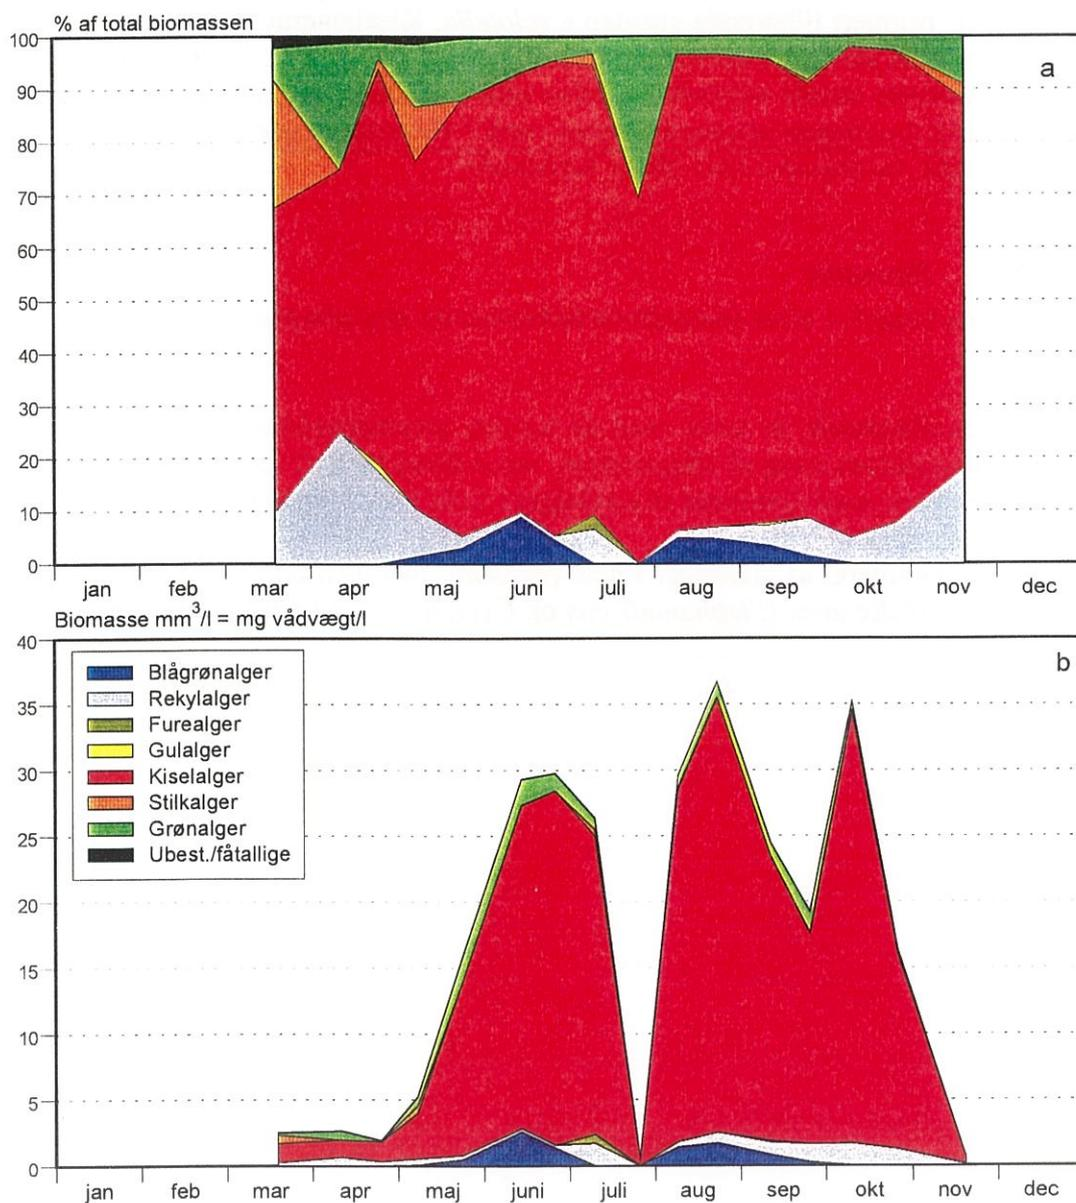 % af total biomassen
a
100
90
80
70
60
50
40
30
20
10
0
jan feb mar apr maj juni juli aug sep okt nov dec
Biomasse mm³/l = mg vådvægt/l
b
40
35
30
25
20
15
10
5
0
Blågrønalger
Rekylalger
Furealger
Gulalger
Kiselalger
Stilkalger
Grønalger
Ubest./fåtallige
jan feb mar apr maj juni juli aug sep okt nov dec